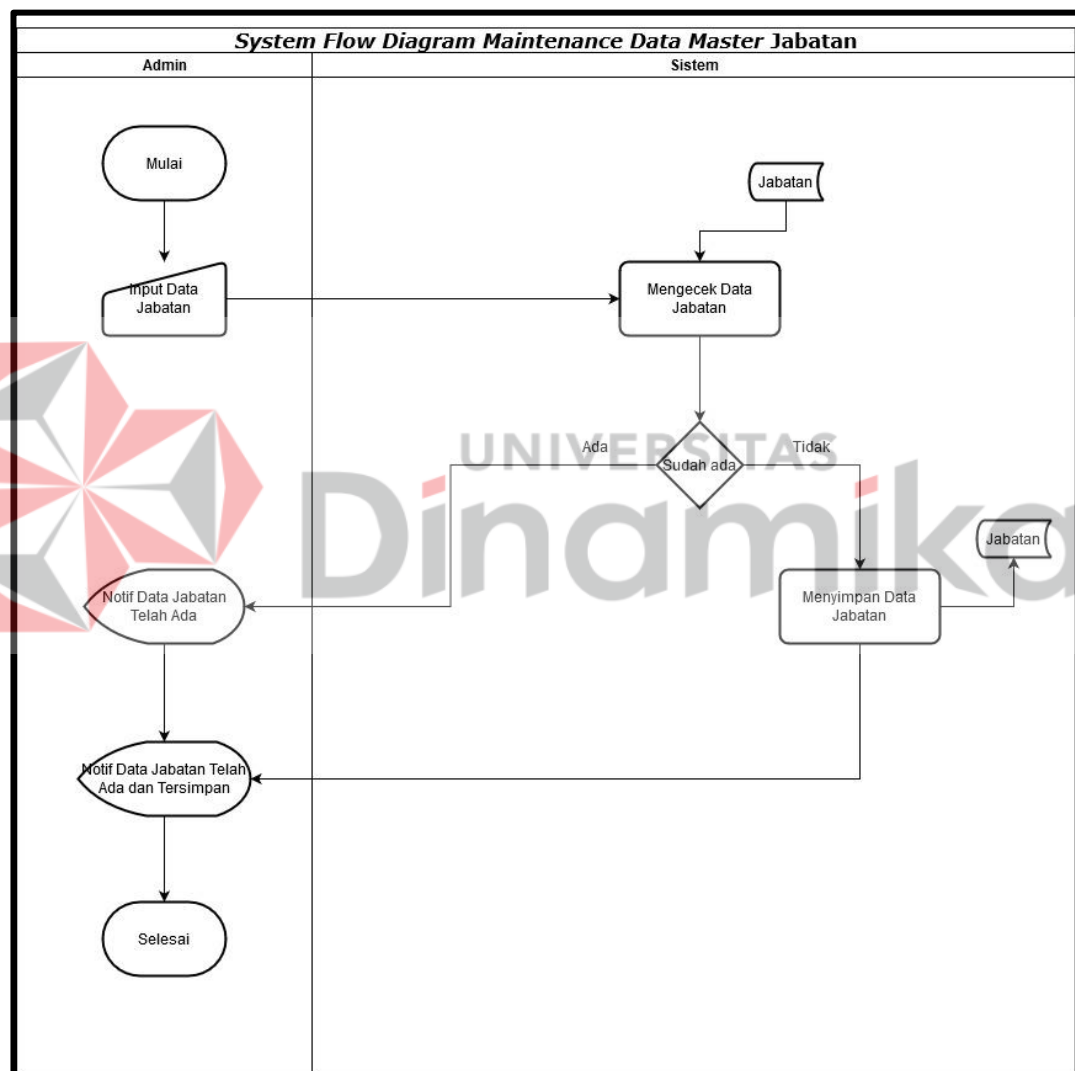 System Flow Diagram Maintenance Data Master Jabatan
Admin
Sistem
Mulai
Jabatan
Input Data
Jabatan
Mengecek Data
Jabatan
UNIVERSITAS
Dinamika
Ada
Sudah ada
Tidak
Jabatan
Notif Data Jabatan
Telah Ada
Menyimpan Data
Jabatan
Notif Data Jabatan Telah
Ada dan Tersimpan
Selesai